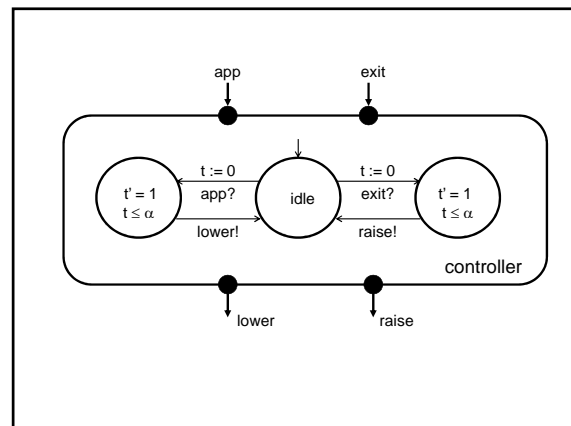 app
exit
t := 0
t := 0
t' = 1
t ≤ α
app?
idle
exit?
t' = 1
t ≤ α
lower!
raise!
controller
lower
raise